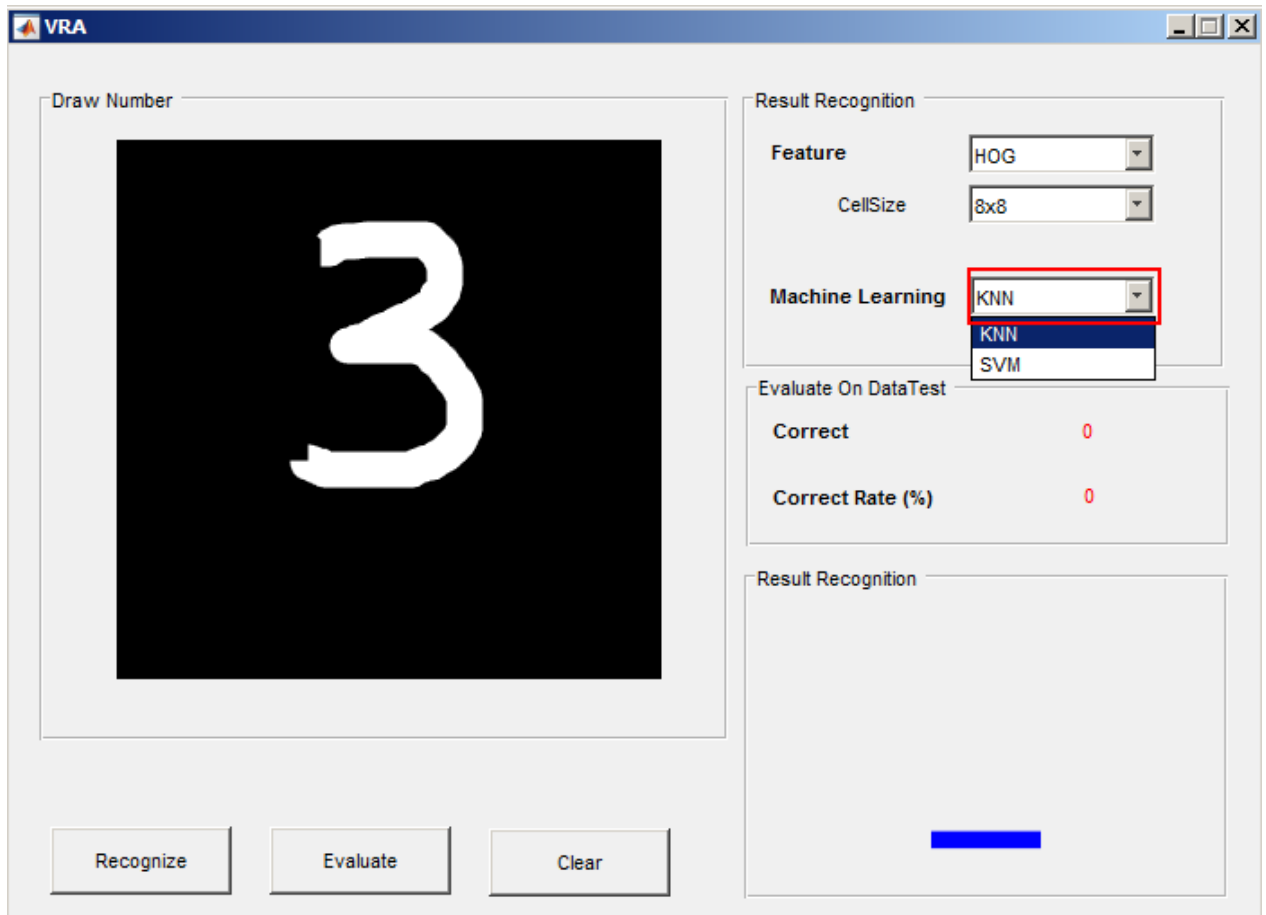 VRA
Draw Number
3
Result Recognition
Feature HOG
CellSize 8x8
Machine Learning KNN
KNN
SVM
Evaluate On DataTest
Correct 0
Correct Rate (%) 0
Result Recognition
Recognize Evaluate Clear